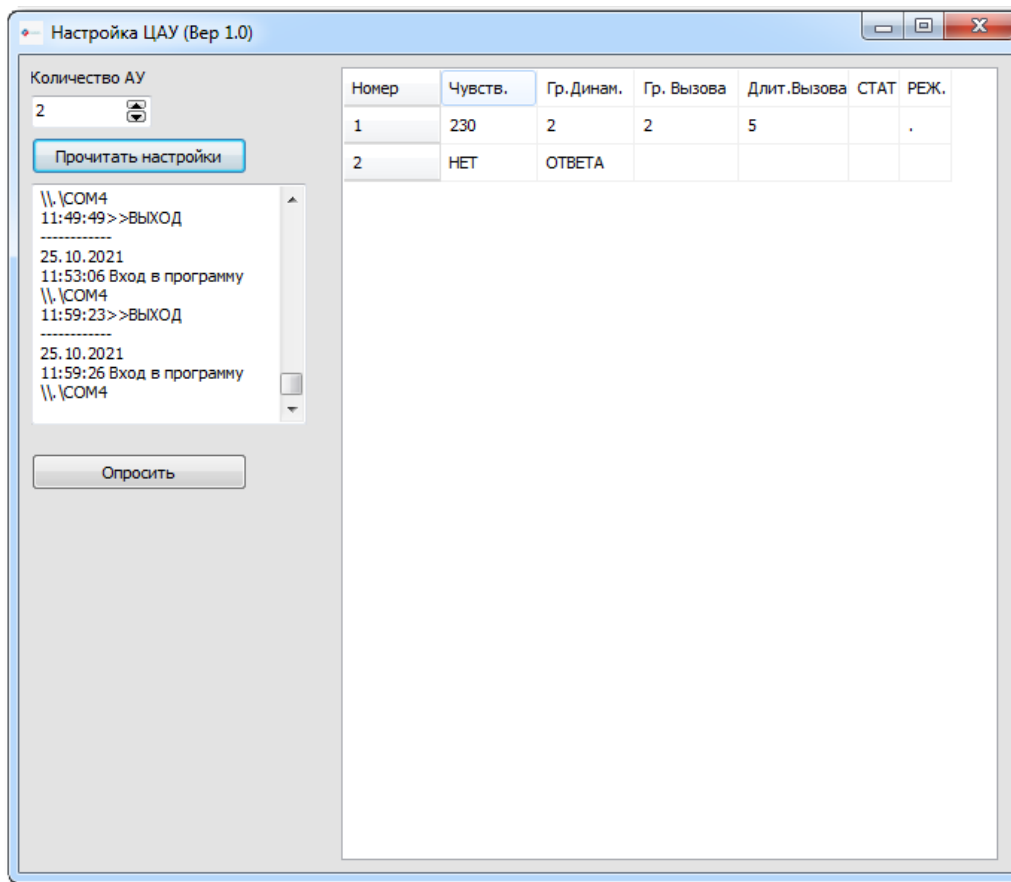 Настройка ЦАУ (Вер 1.0)
Количество АУ
2
Прочитать настройки
\\.\COM4
11:49:49>>ВЫХОД
------------
25.10.2021
11:53:06 Вход в программу
\\.\COM4
11:59:23>>ВЫХОД
------------
25.10.2021
11:59:26 Вход в программу
\\.\COM4
Опросить
Номер Чувств. Гр.Динам. Гр. Вызова Длит.Вызова СТАТ РЕЖ.
1 230 2 2 5 .
2 НЕТ ОТВЕТА